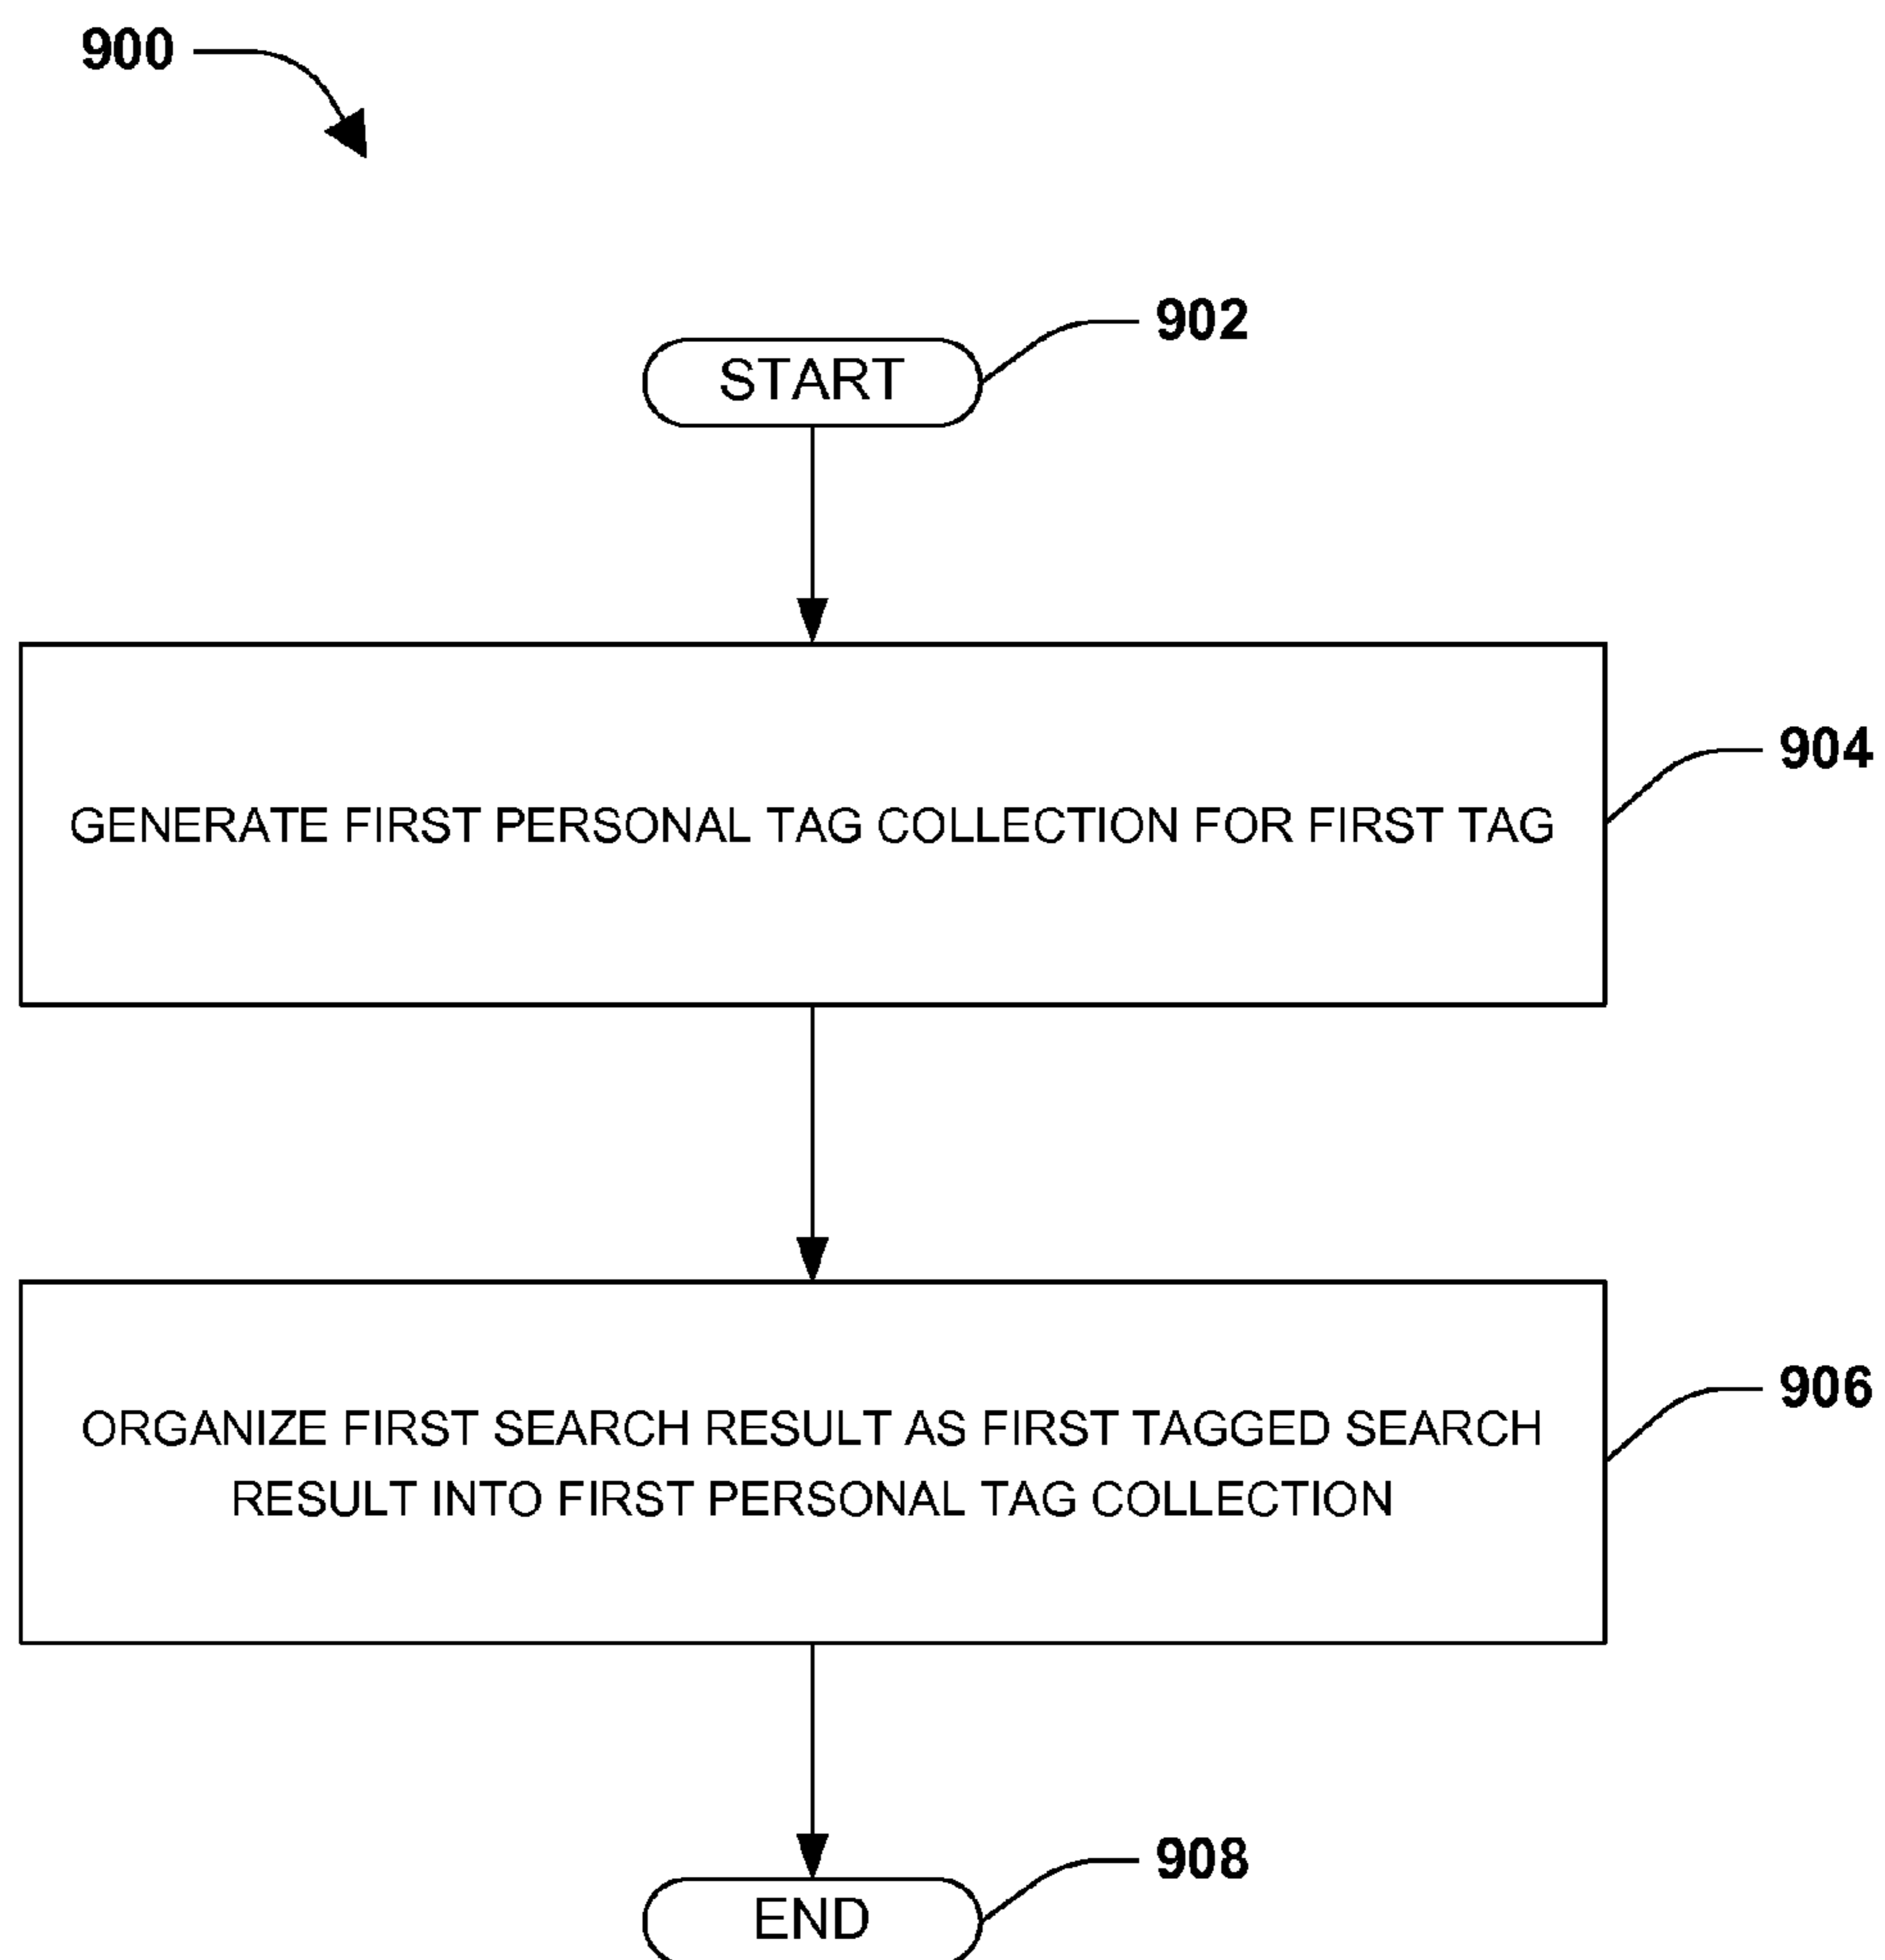 900
902
START
904
GENERATE FIRST PERSONAL TAG COLLECTION FOR FIRST TAG
906
ORGANIZE FIRST SEARCH RESULT AS FIRST TAGGED SEARCH
RESULT INTO FIRST PERSONAL TAG COLLECTION
908
END